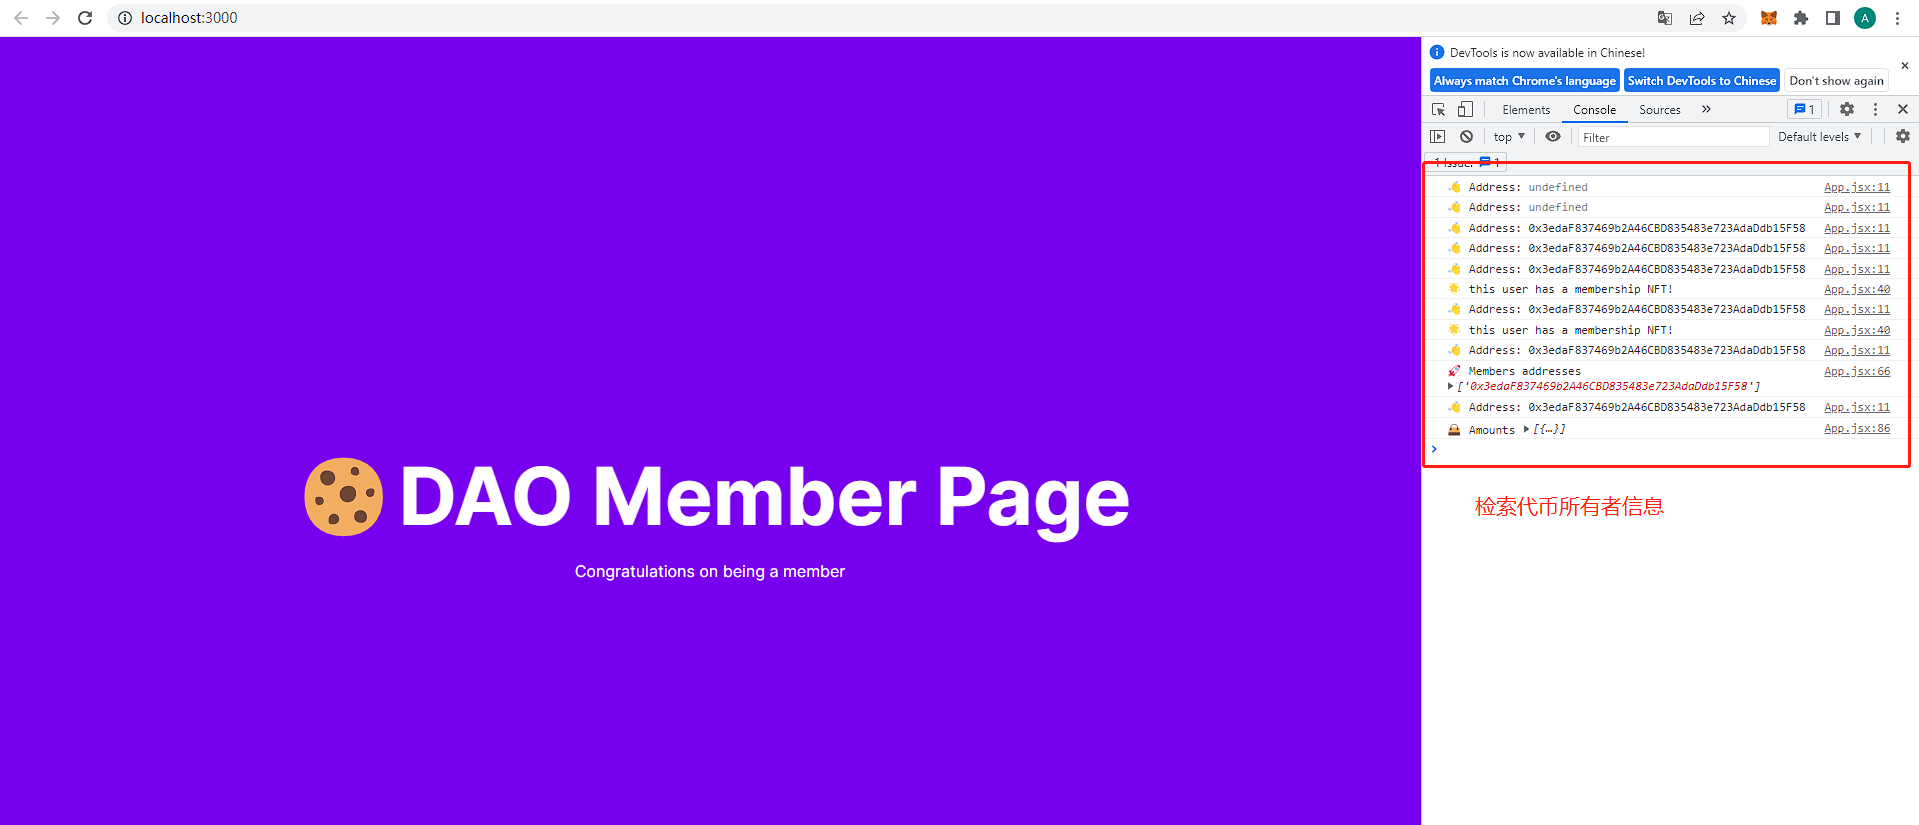 localhost:3000
A
DevTools is now available in Chinese!
Always match Chrome's language
Switch DevTools to Chinese
Don't show again
Elements
Console
Sources
1
top
Filter
Default levels
1 Issue: 1
👋 Address: undefined App.jsx:11
👋 Address: undefined App.jsx:11
👋 Address: 0x3edaF837469b2A46CBD835483e723AdaDdb15F58 App.jsx:11
👋 Address: 0x3edaF837469b2A46CBD835483e723AdaDdb15F58 App.jsx:11
👋 Address: 0x3edaF837469b2A46CBD835483e723AdaDdb15F58 App.jsx:11
🌟 this user has a membership NFT! App.jsx:40
👋 Address: 0x3edaF837469b2A46CBD835483e723AdaDdb15F58 App.jsx:11
🌟 this user has a membership NFT! App.jsx:40
👋 Address: 0x3edaF837469b2A46CBD835483e723AdaDdb15F58 App.jsx:11
🚀 Members addresses App.jsx:66
['0x3edaF837469b2A46CBD835483e723AdaDdb15F58']
👋 Address: 0x3edaF837469b2A46CBD835483e723AdaDdb15F58 App.jsx:11
👜 Amounts [{…}] App.jsx:86
检索代币所有者信息
🍪 DAO Member Page
Congratulations on being a member